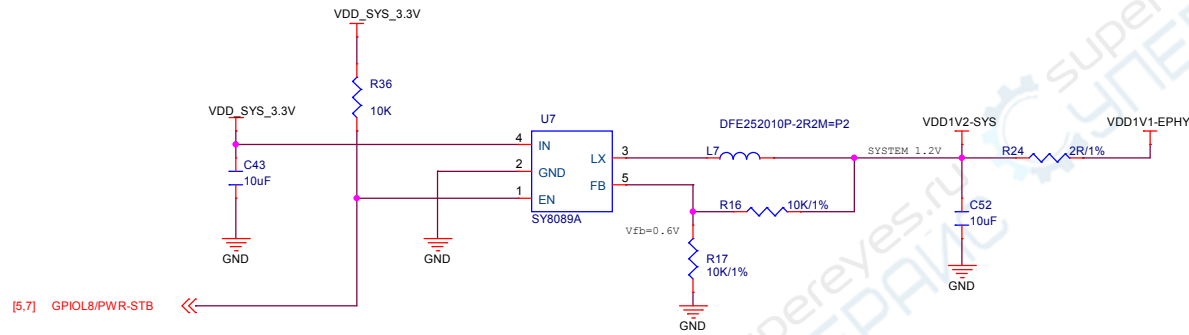 VDD_SYS_3.3V
R36
10K
VDD_SYS_3.3V
C43
10uF
GND
U7
4 IN
2 GND
1 EN
LX 3
FB 5
SY8089A
GND
DFE252010P-2R2M=P2
L7
SYSTEM 1.2V
VDD1V2-SYS
R24 2R/1%
VDD1V1-EPHY
R16 10K/1%
Vfb=0.6V
R17
10K/1%
GND
C52
10uF
GND
[5,7] GPIOL8/PWR-STB
supereyes.ru